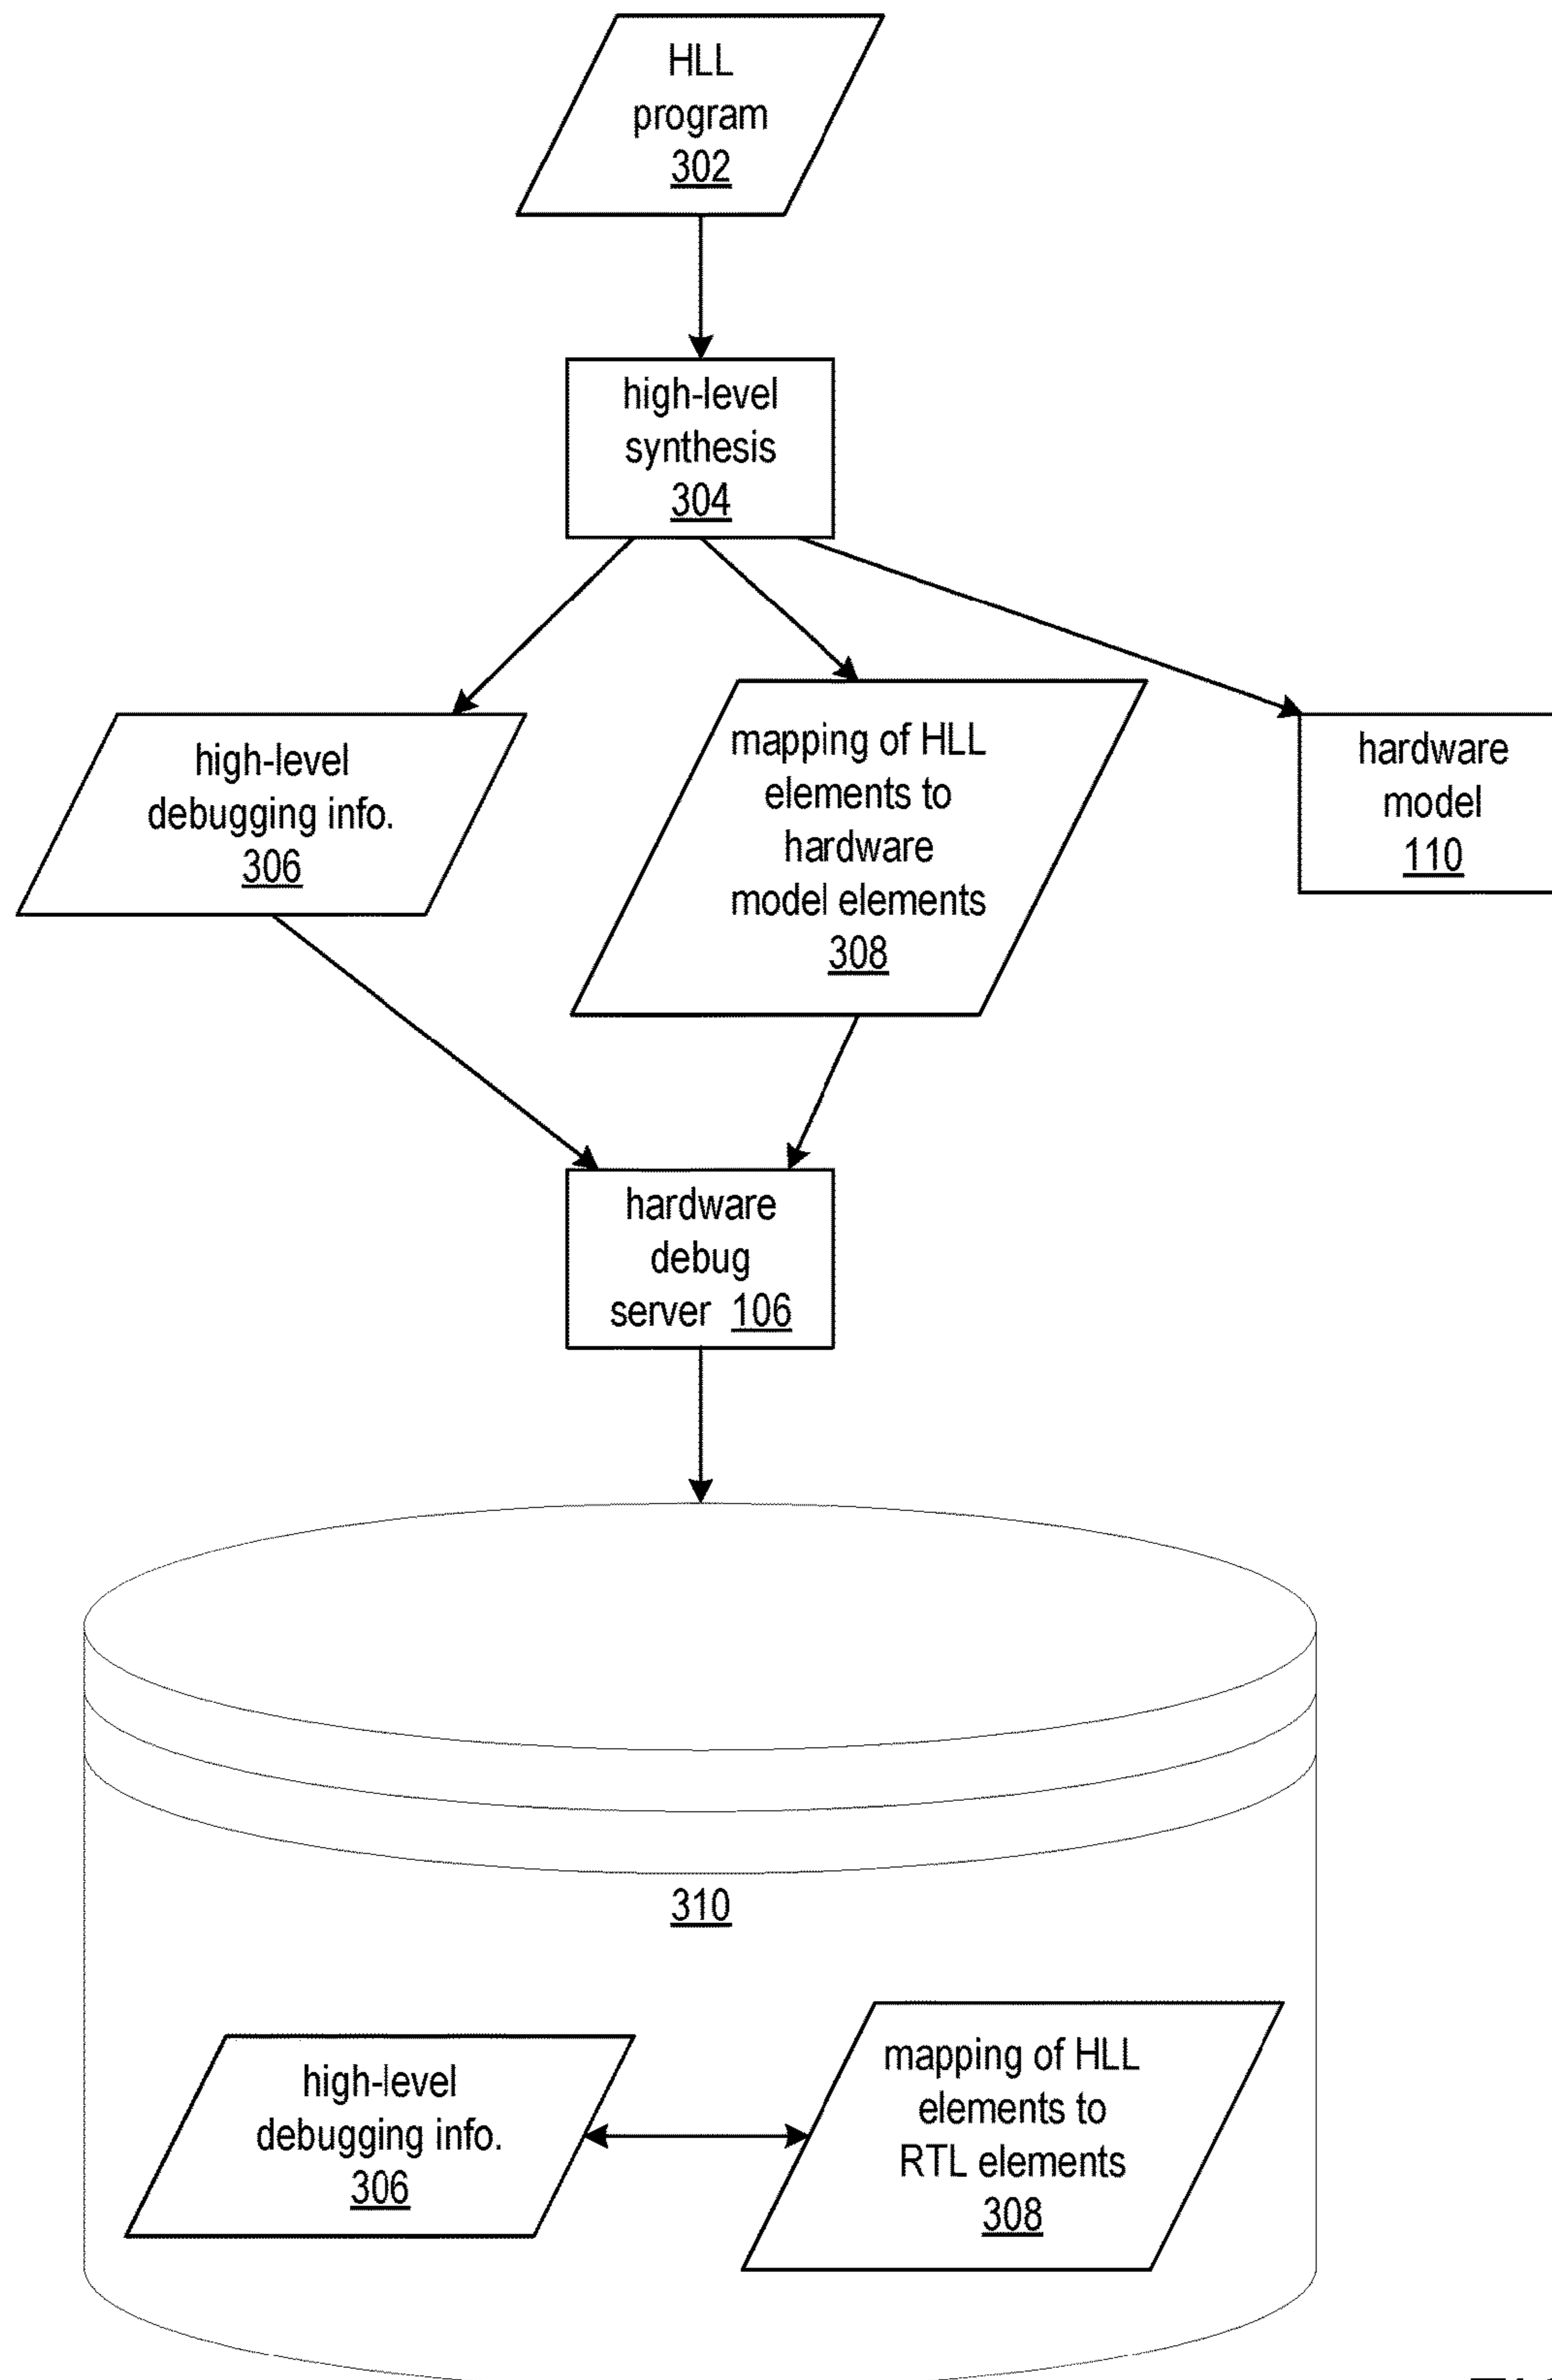 HLL
program
302
high-level
synthesis
304
high-level
debugging info.
306
mapping of HLL
elements to
hardware
model elements
308
hardware
model
110
hardware
debug
server 106
310
high-level
debugging info.
306
mapping of HLL
elements to
RTL elements
308